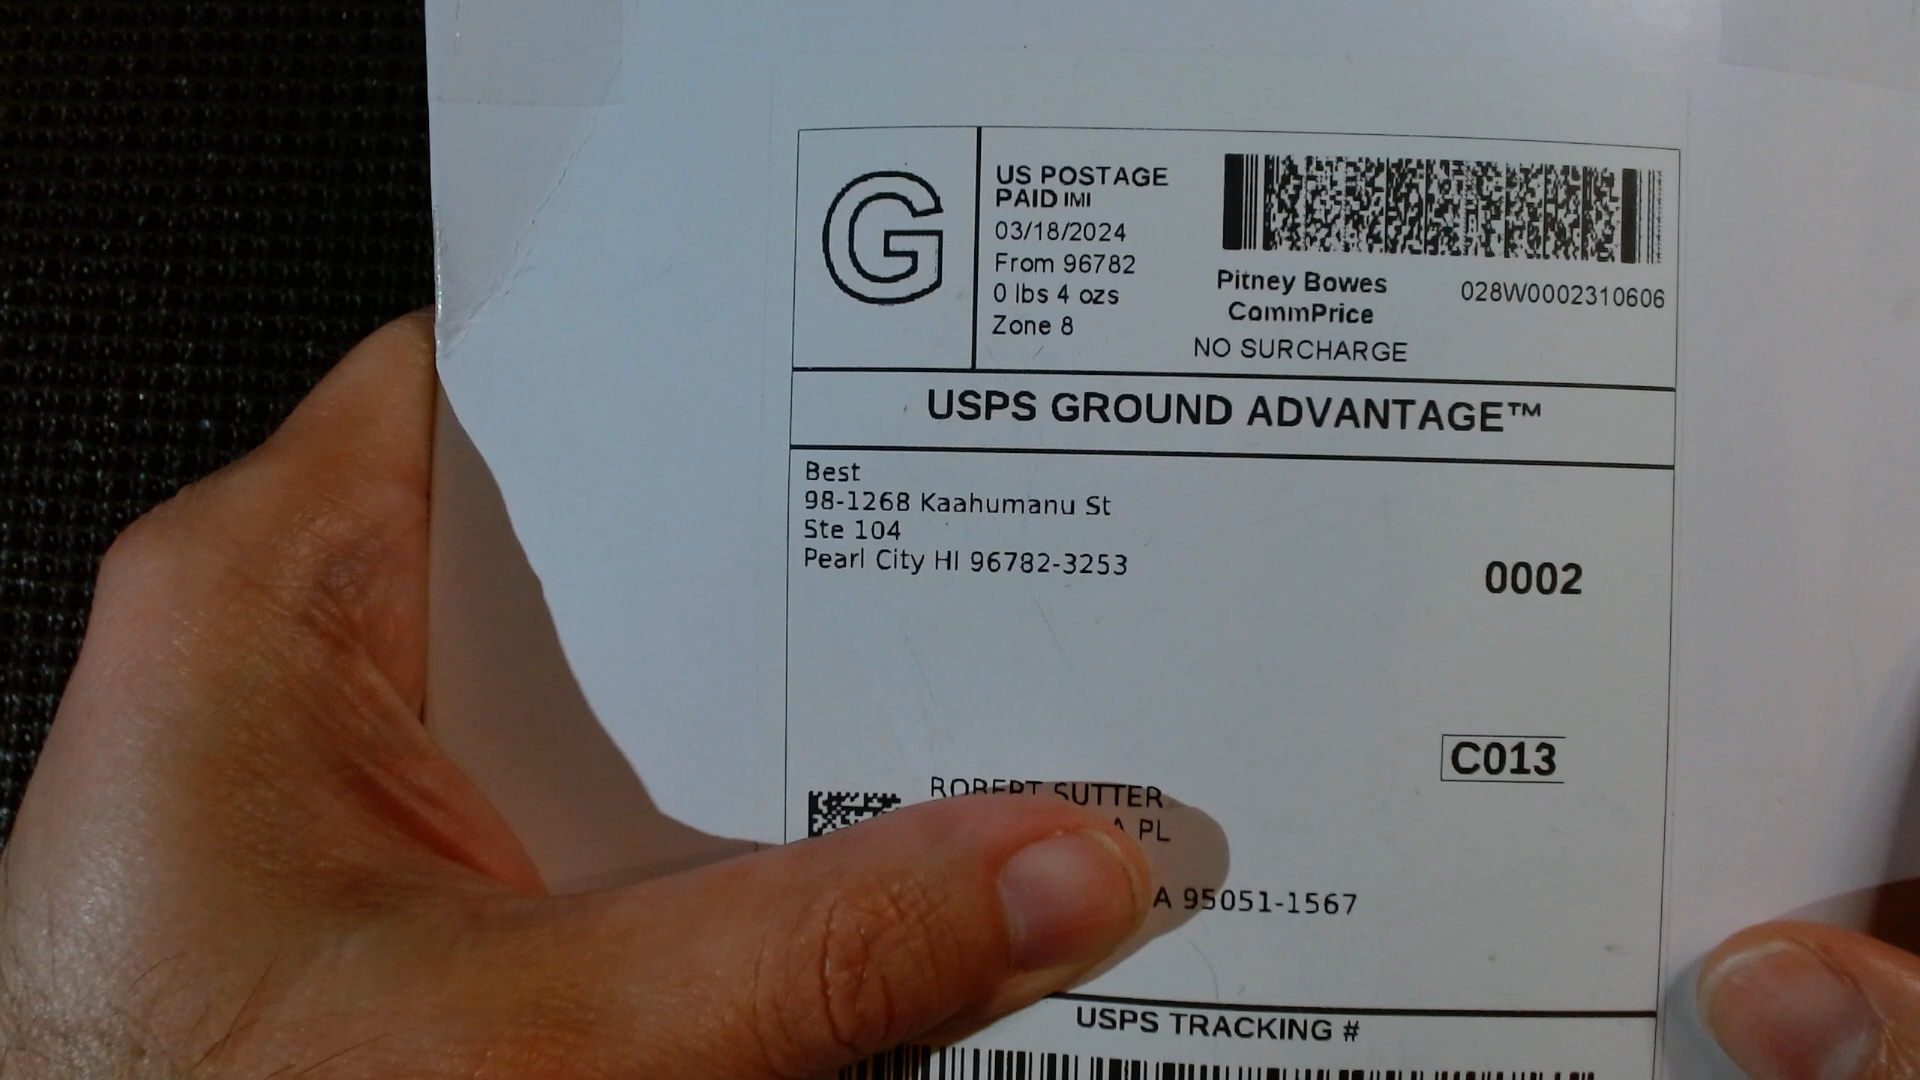 G
US POSTAGE
PAID IMI
03/18/2024
From 96782
0 lbs 4 ozs
Zone 8
Pitney Bowes
CommPrice
028W0002310606
NO SURCHARGE
USPS GROUND ADVANTAGE™
Best
98-1268 Kaahumanu St
Ste 104
Pearl City HI 96782-3253
0002
C013
ROBERT SUTTER
PL
95051-1567
USPS TRACKING #